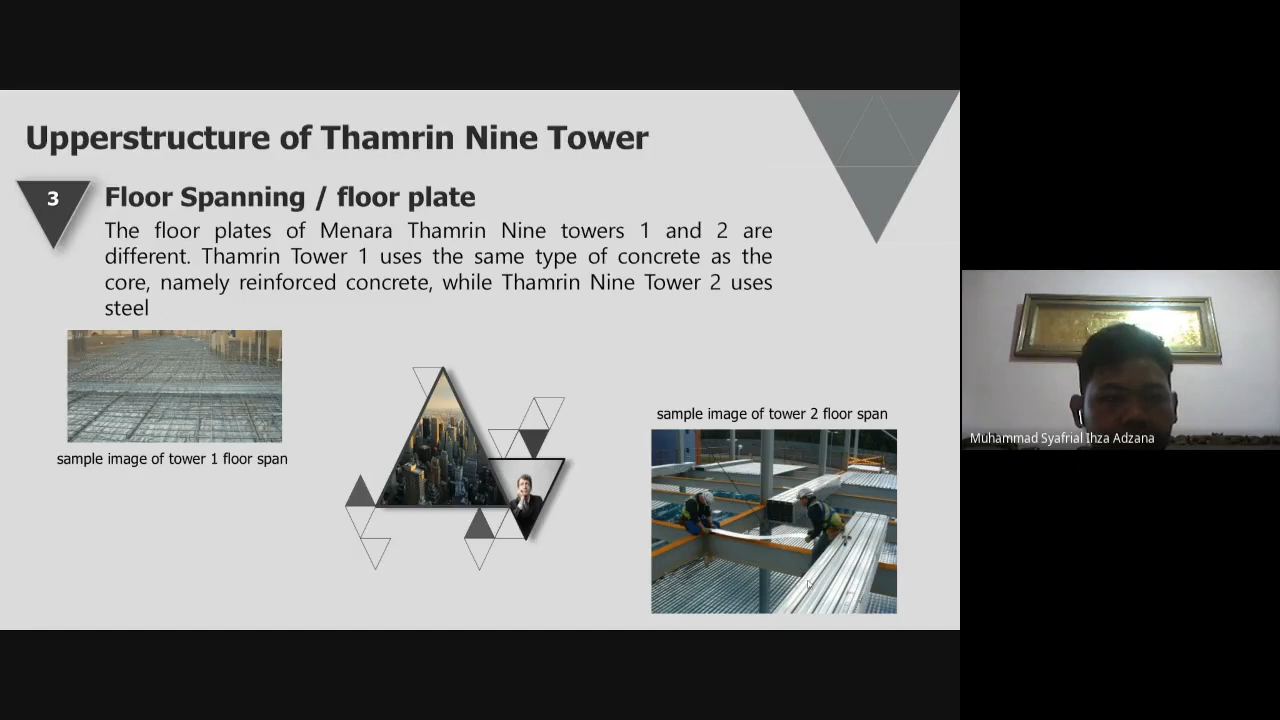 Upperstructure of Thamrin Nine Tower
3
Floor Spanning / floor plate
The floor plates of Menara Thamrin Nine towers 1 and 2 are
different. Thamrin Tower 1 uses the same type of concrete as the
core, namely reinforced concrete, while Thamrin Nine Tower 2 uses
steel
sample image of tower 1 floor span
sample image of tower 2 floor span
Muhammad Syafrial Ihza Adzana